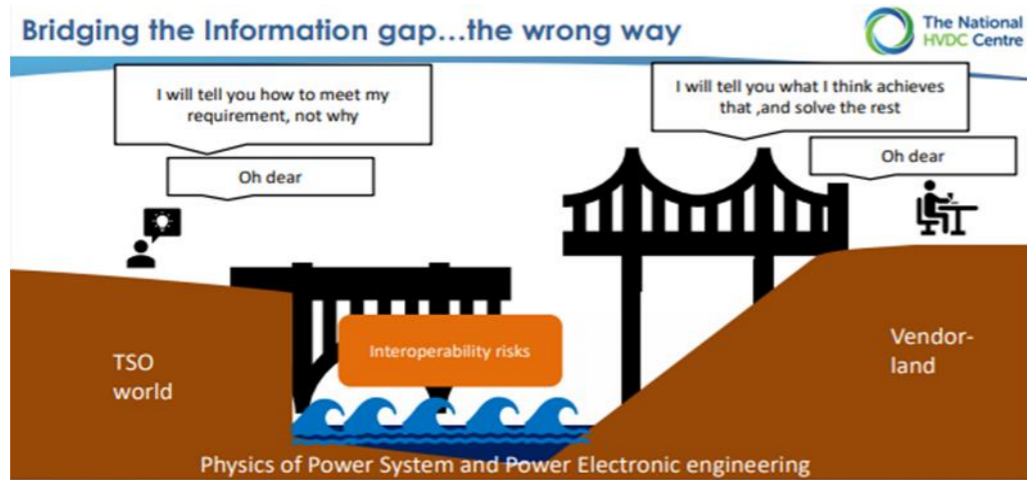 Bridging the Information gap...the wrong way
The National
HVDC Centre
I will tell you how to meet my
requirement, not why
Oh dear
I will tell you what I think achieves
that ,and solve the rest
Oh dear
Interoperability risks
TSO
world
Vendor-
land
Physics of Power System and Power Electronic engineering